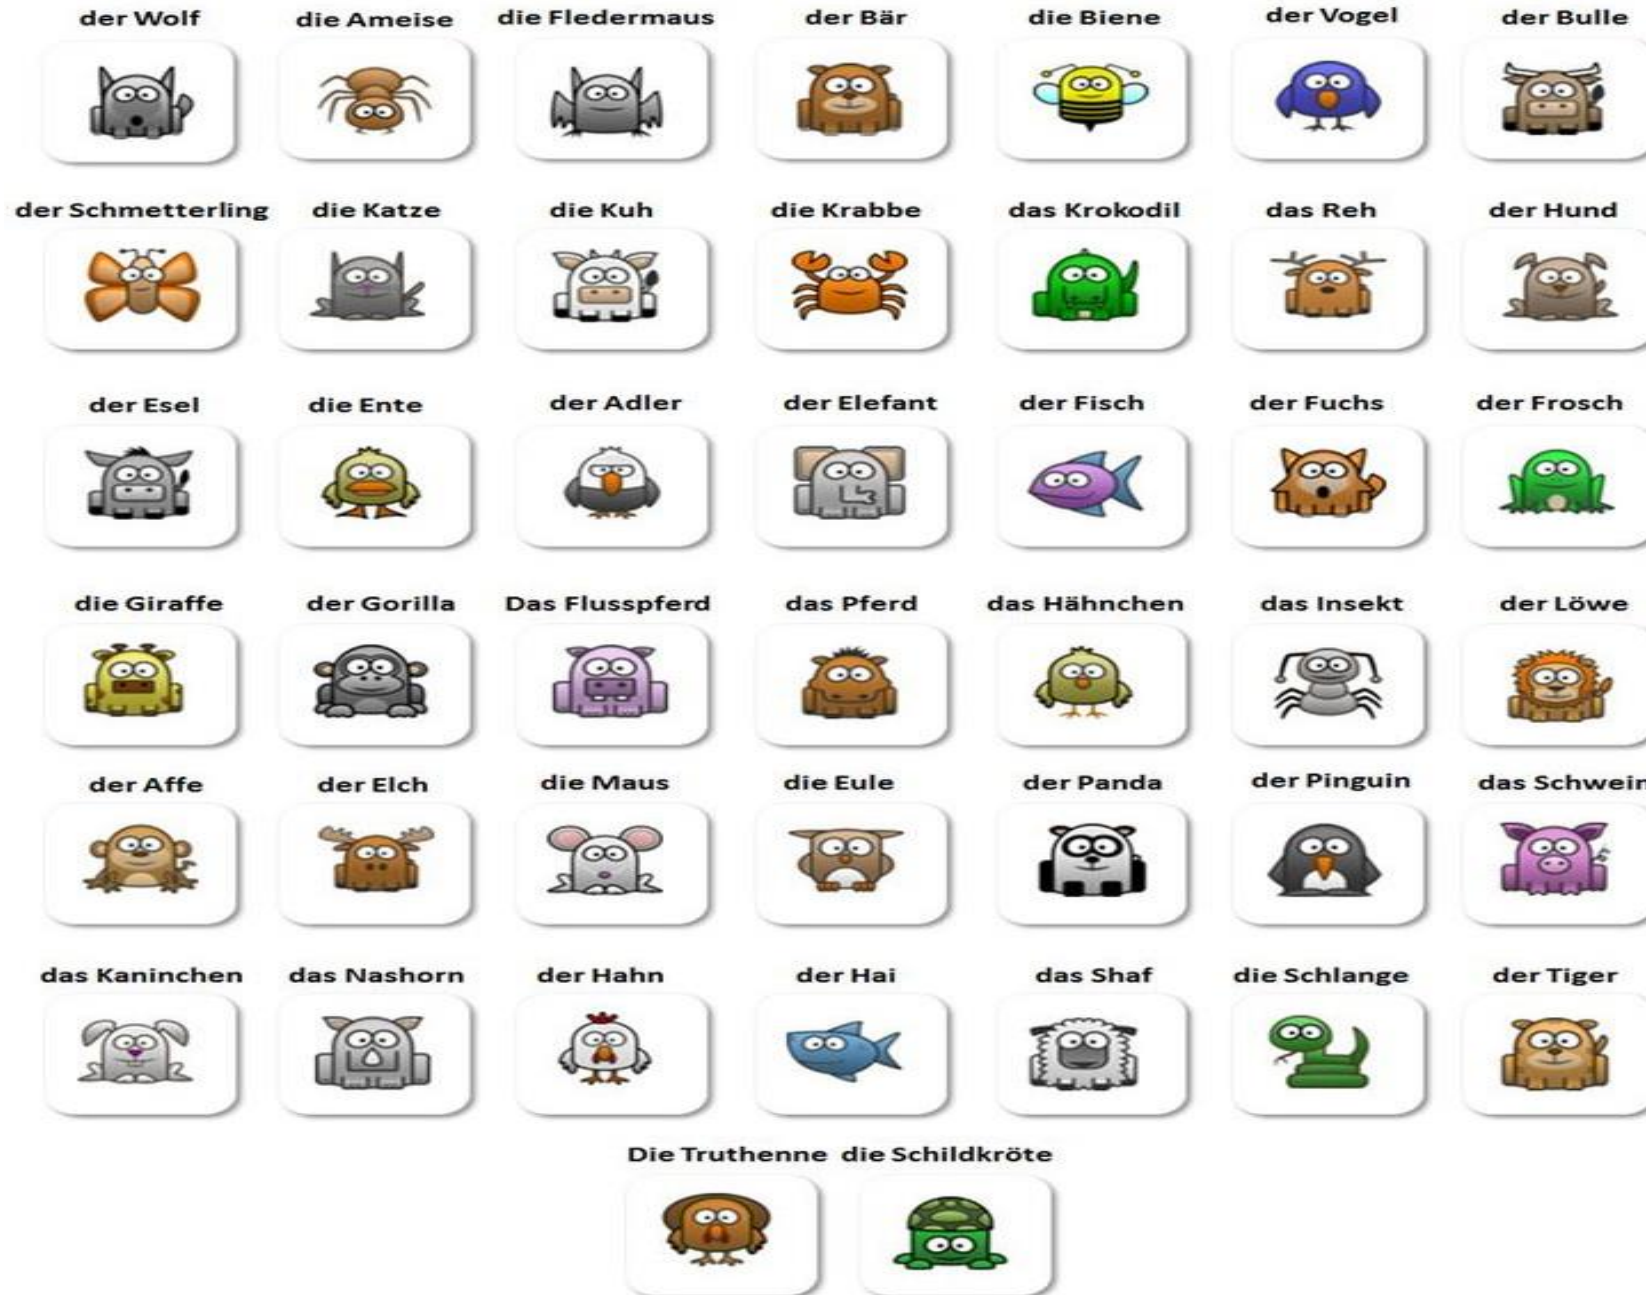 der Wolf die Ameise die Fledermaus der Bär die Biene der Vogel der Bulle
der Schmetterling die Katze die Kuh die Krabbe das Krokodil das Reh der Hund
der Esel die Ente der Adler der Elefant der Fisch der Fuchs der Frosch
die Giraffe der Gorilla Das Flusspferd das Pferd das Hähnchen das Insekt der Löwe
der Affe der Elch die Maus die Eule der Panda der Pinguin das Schwein
das Kaninchen das Nashorn der Hahn der Hai das Shaf die Schlange der Tiger
Die Truthenne die Schildkröte